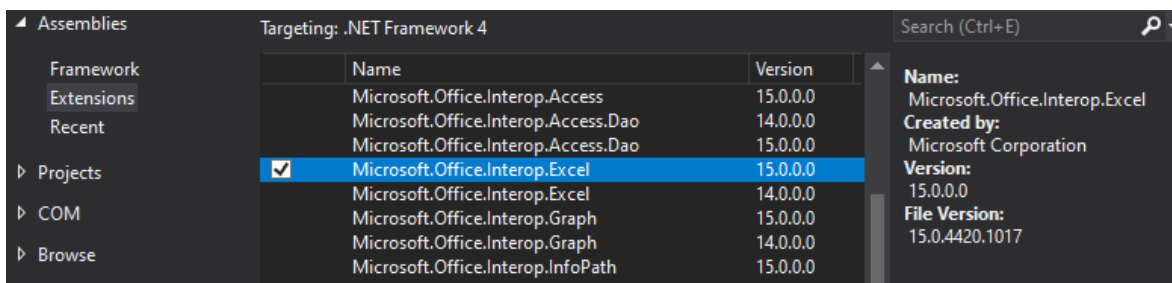 Assemblies
Framework
Extensions
Recent
Projects
COM
Browse
Targeting: .NET Framework 4
Name Version
Microsoft.Office.Interop.Access 15.0.0.0
Microsoft.Office.Interop.Access.Dao 14.0.0.0
Microsoft.Office.Interop.Access.Dao 15.0.0.0
Microsoft.Office.Interop.Excel 15.0.0.0
Microsoft.Office.Interop.Excel 14.0.0.0
Microsoft.Office.Interop.Graph 15.0.0.0
Microsoft.Office.Interop.Graph 14.0.0.0
Microsoft.Office.Interop.InfoPath 15.0.0.0
Search (Ctrl+E)
Name:
Microsoft.Office.Interop.Excel
Created by:
Microsoft Corporation
Version:
15.0.0.0
File Version:
15.0.4420.1017